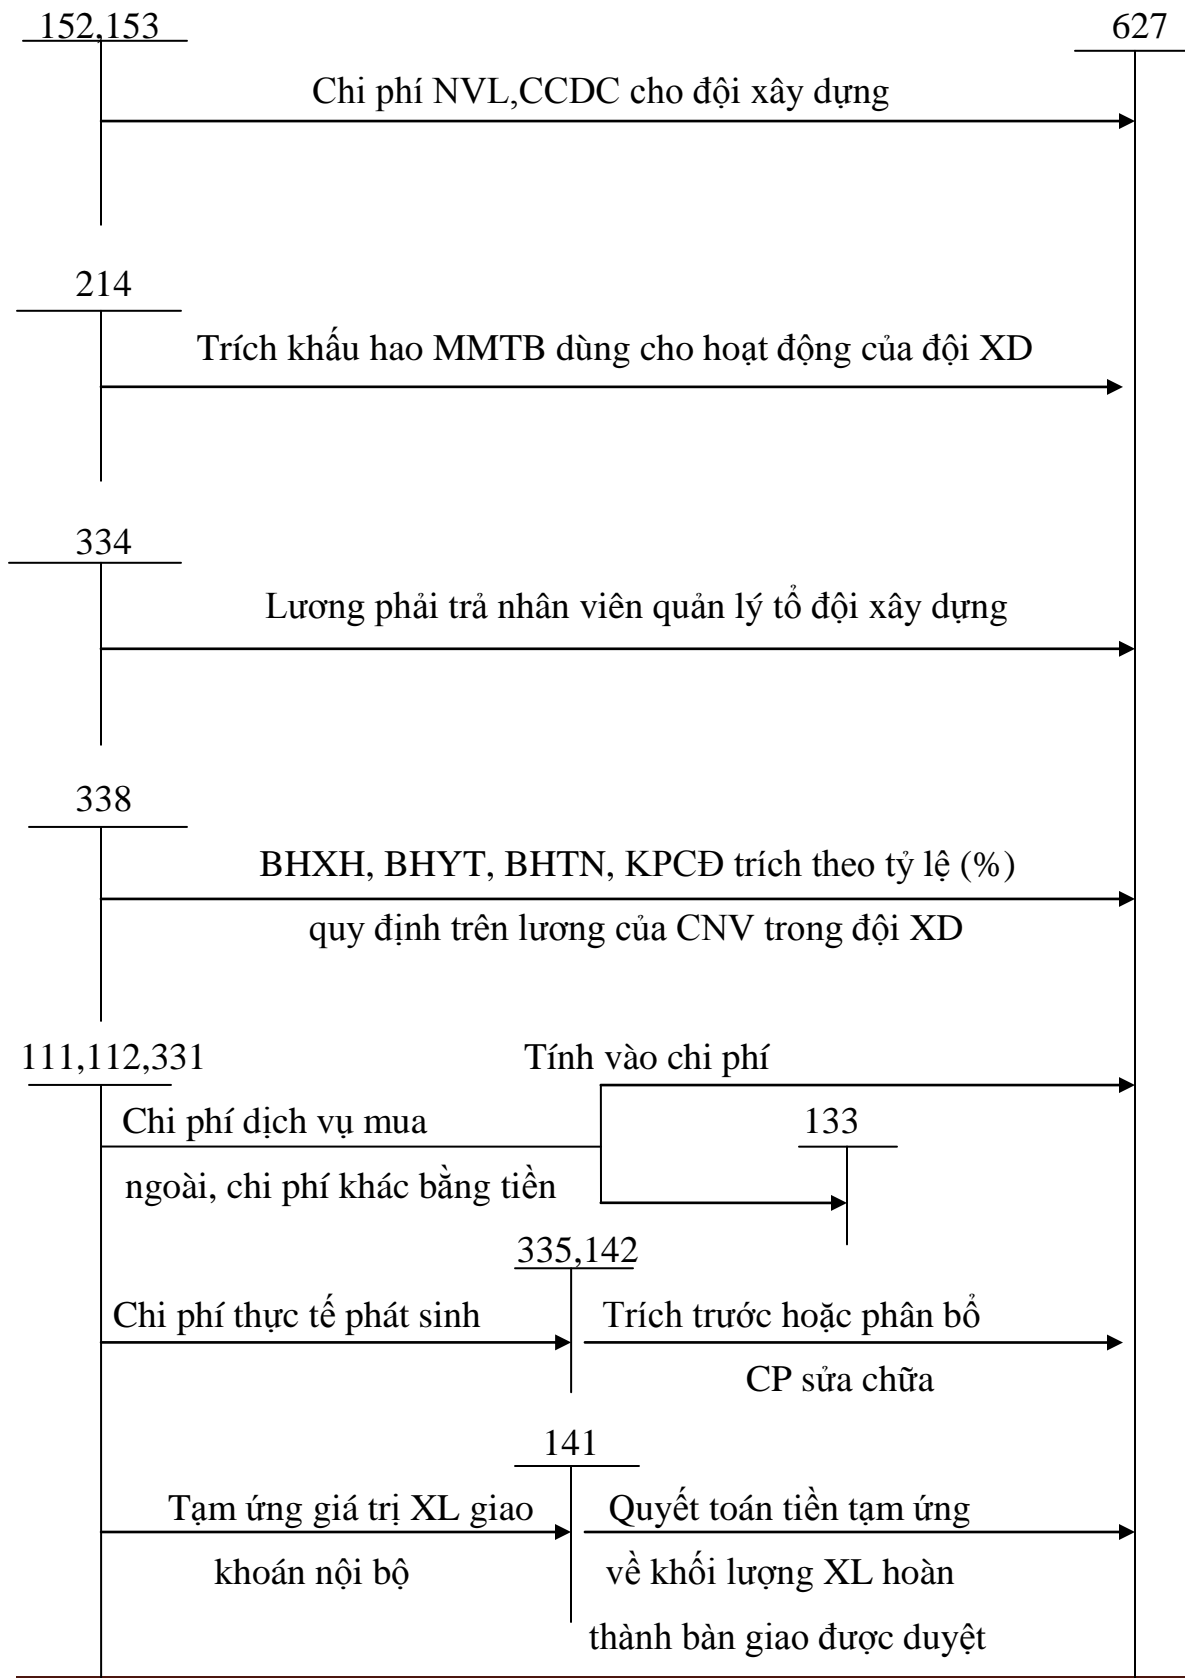 152,153
627
Chi phí NVL,CCDC cho đội xây dựng
214
Trích khấu hao MMTB dùng cho hoạt động của đội XD
334
Lương phải trả nhân viên quản lý tổ đội xây dựng
338
BHXH, BHYT, BHTN, KPCĐ trích theo tỷ lệ (%)
quy định trên lương của CNV trong đội XD
111,112,331
Tính vào chi phí
Chi phí dịch vụ mua
133
ngoài, chi phí khác bằng tiền
335,142
Chi phí thực tế phát sinh
Trích trước hoặc phân bổ
CP sửa chữa
141
Tạm ứng giá trị XL giao
khoán nội bộ
Quyết toán tiền tạm ứng
về khối lượng XL hoàn
thành bàn giao được duyệt